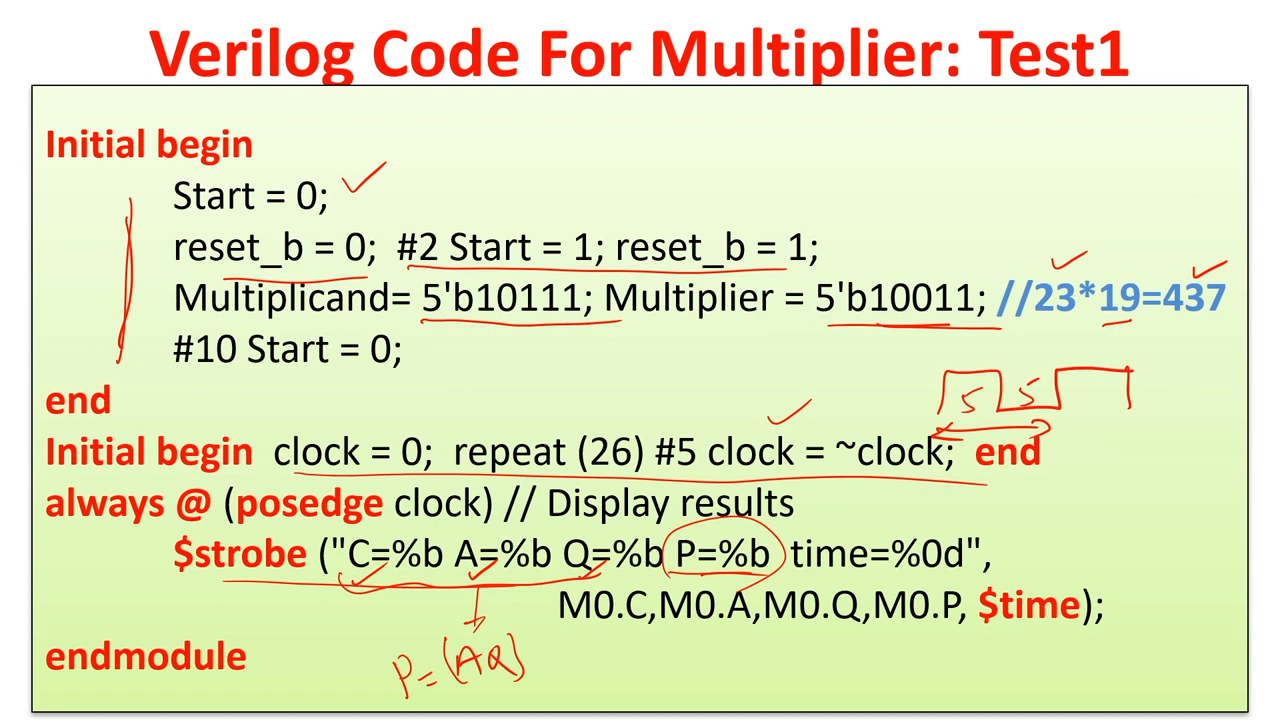 Verilog Code For Multiplier: Test1
Initial begin
Start = 0;
reset_b = 0; #2 Start = 1; reset_b = 1;
Multiplicand= 5'b10111; Multiplier = 5'b10011; //23*19=437
#10 Start = 0;
end
5 5
Initial begin clock = 0; repeat (26) #5 clock = ~clock; end
always @ (posedge clock) // Display results
$strobe ("C=%b A=%b Q=%b P=%b time=%0d",
M0.C,M0.A,M0.Q,M0.P, $time);
endmodule
P=(AQ)